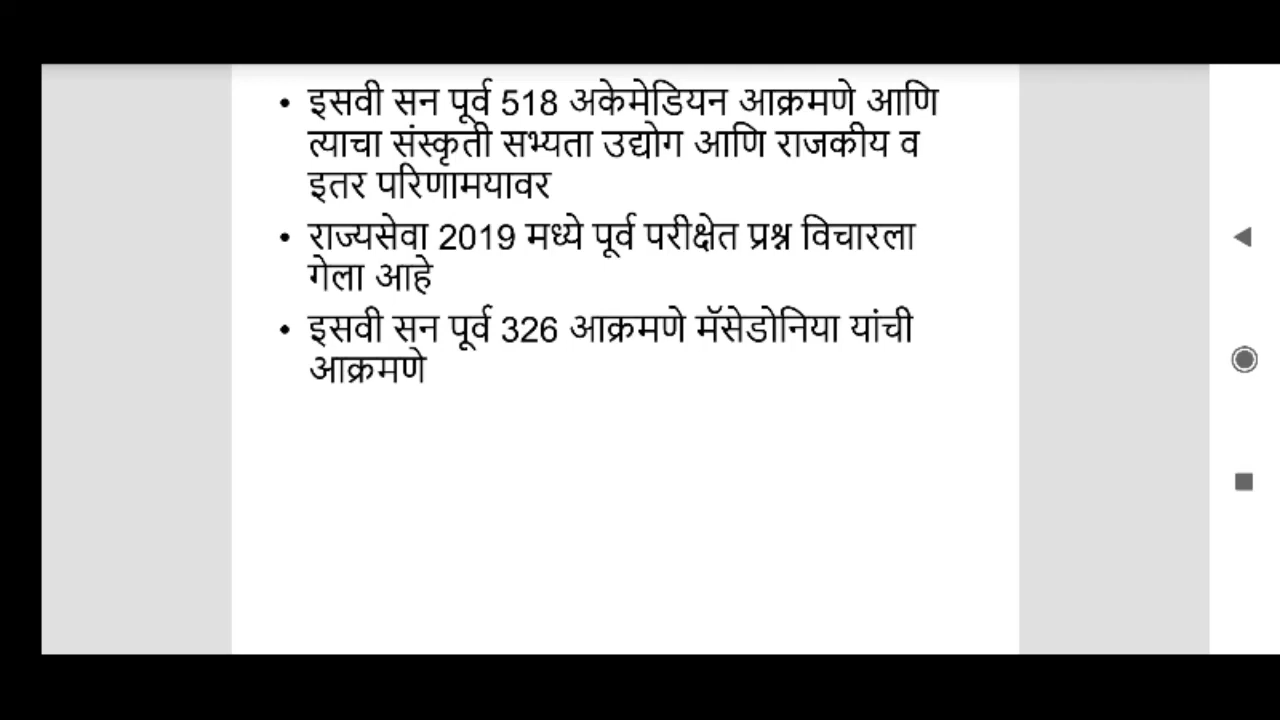 • इसवी सन पूर्व 518 अकेमेडियन आक्रमणे आणि
त्याचा संस्कृती सभ्यता उद्योग आणि राजकीय व
इतर परिणामयावर
• राज्यसेवा 2019 मध्ये पूर्व परीक्षेत प्रश्न विचारला
गेला आहे
• इसवी सन पूर्व 326 आक्रमणे मॅसेडोनिया यांची
आक्रमणे